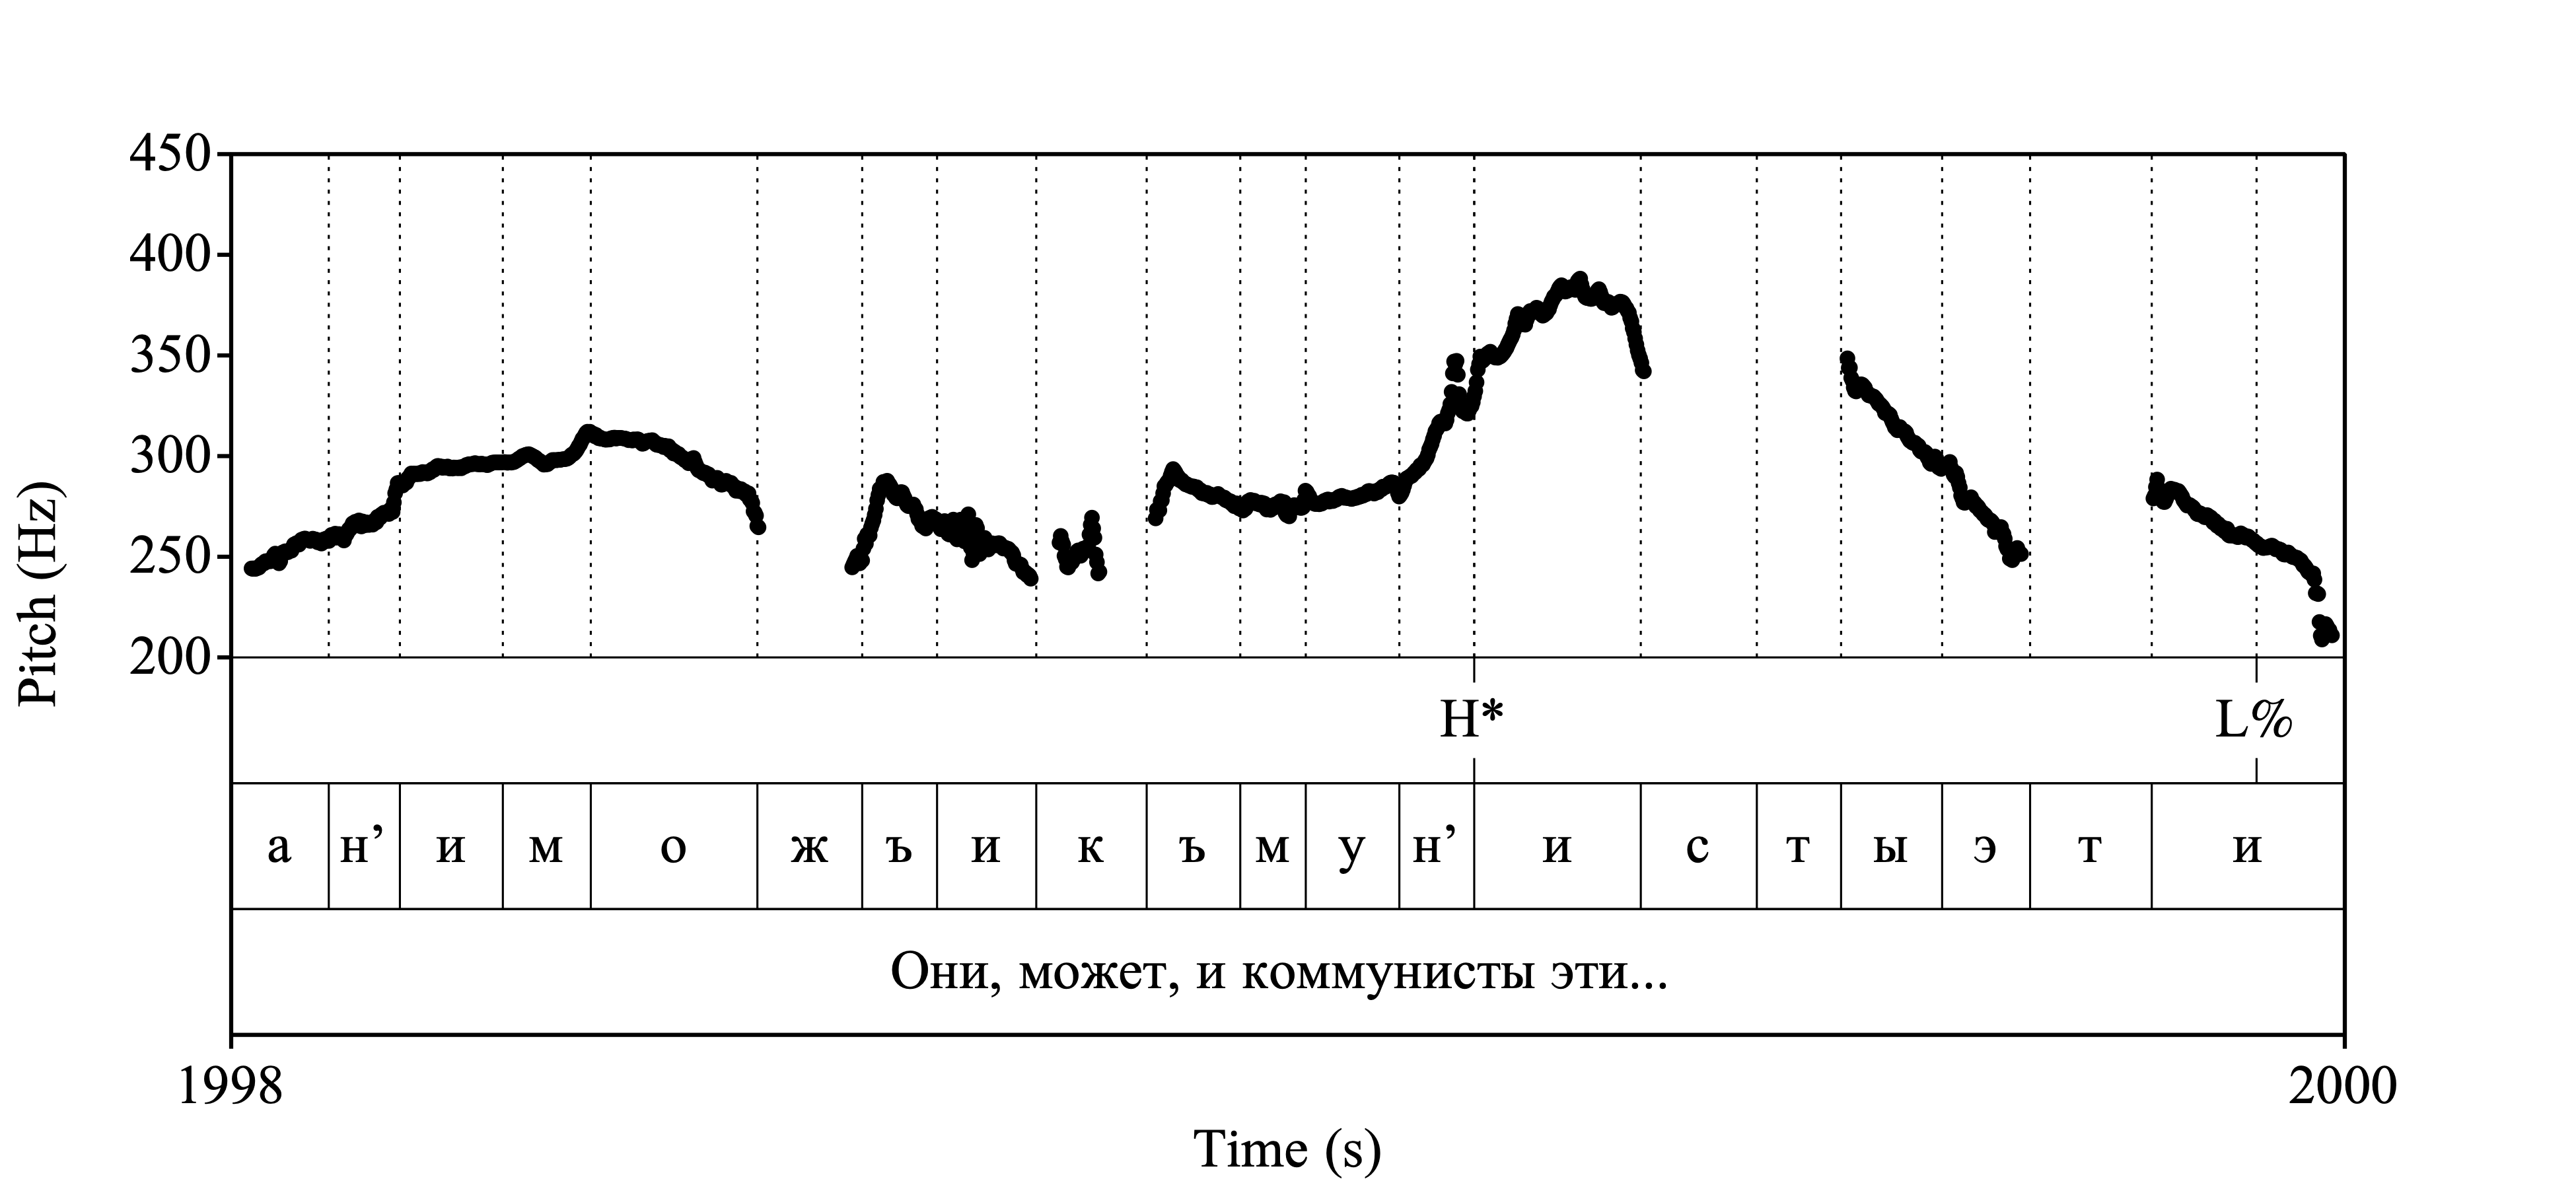 450
400
350
300
250
200
Pitch (Hz)
H* L%
а н’ и м о ж ъ и к ъ м у н’ и с т ы э т и
Они, может, и коммунисты эти...
1998 2000
Time (s)